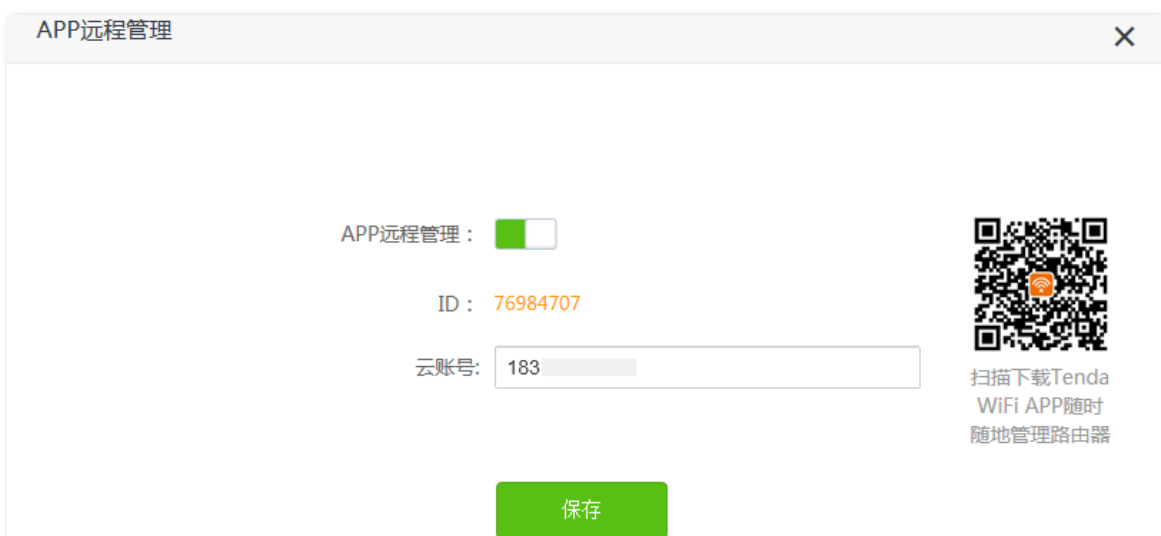 APP远程管理
APP远程管理：
ID： 76984707
云账号: 183
扫描下载Tenda
WiFi APP随时
随地管理路由器
保存